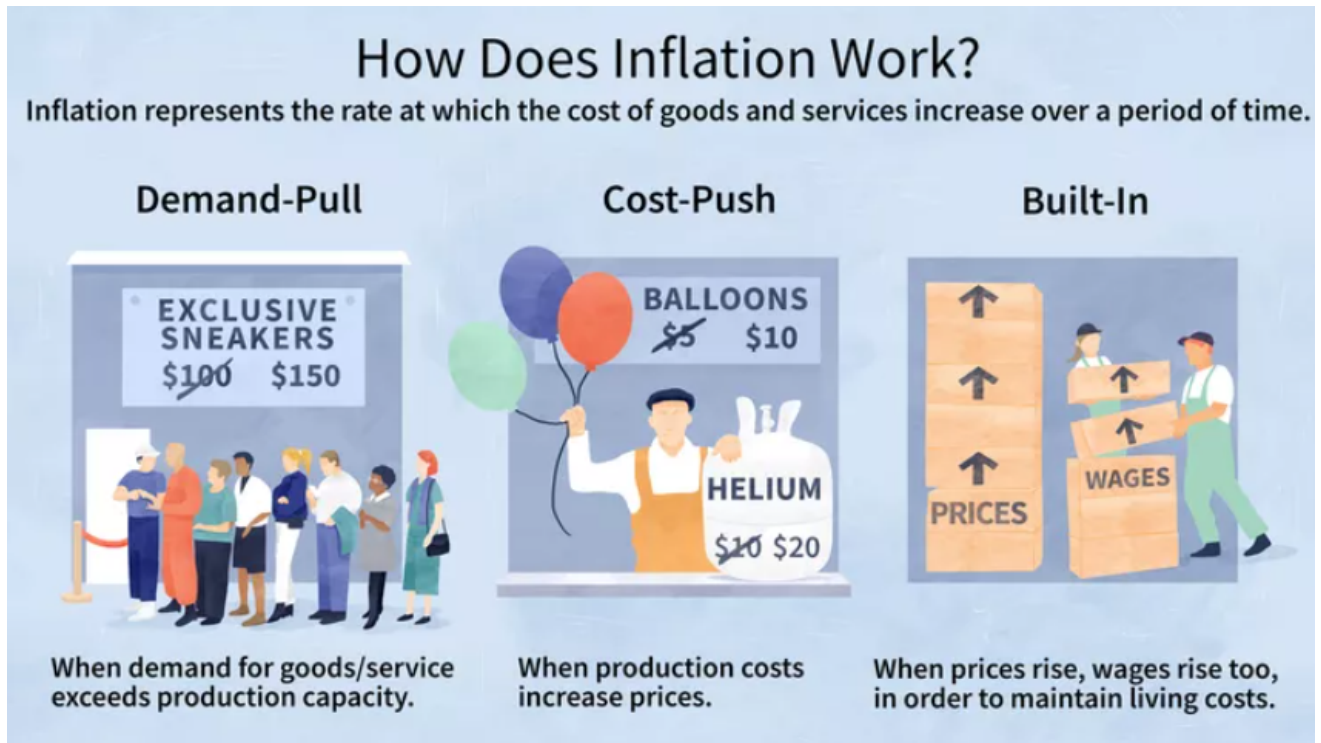 How Does Inflation Work?
Inflation represents the rate at which the cost of goods and services increase over a period of time.
Demand-Pull
EXCLUSIVE
SNEAKERS
$100 $150
When demand for goods/service
exceeds production capacity.
Cost-Push
BALLOONS
$5 $10
HELIUM
$10 $20
When production costs
increase prices.
Built-In
PRICES
WAGES
When prices rise, wages rise too,
in order to maintain living costs.